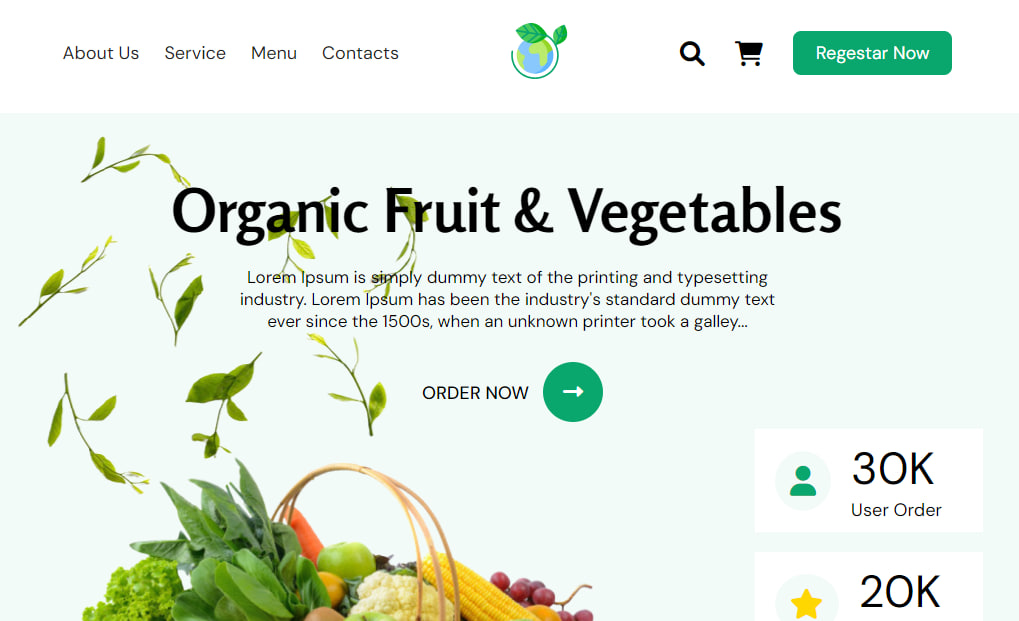 About Us Service Menu Contacts Regestar Now
Organic Fruit & Vegetables
Lorem Ipsum is simply dummy text of the printing and typesetting
industry. Lorem Ipsum has been the industry's standard dummy text
ever since the 1500s, when an unknown printer took a galley...
ORDER NOW
30K
User Order
20K